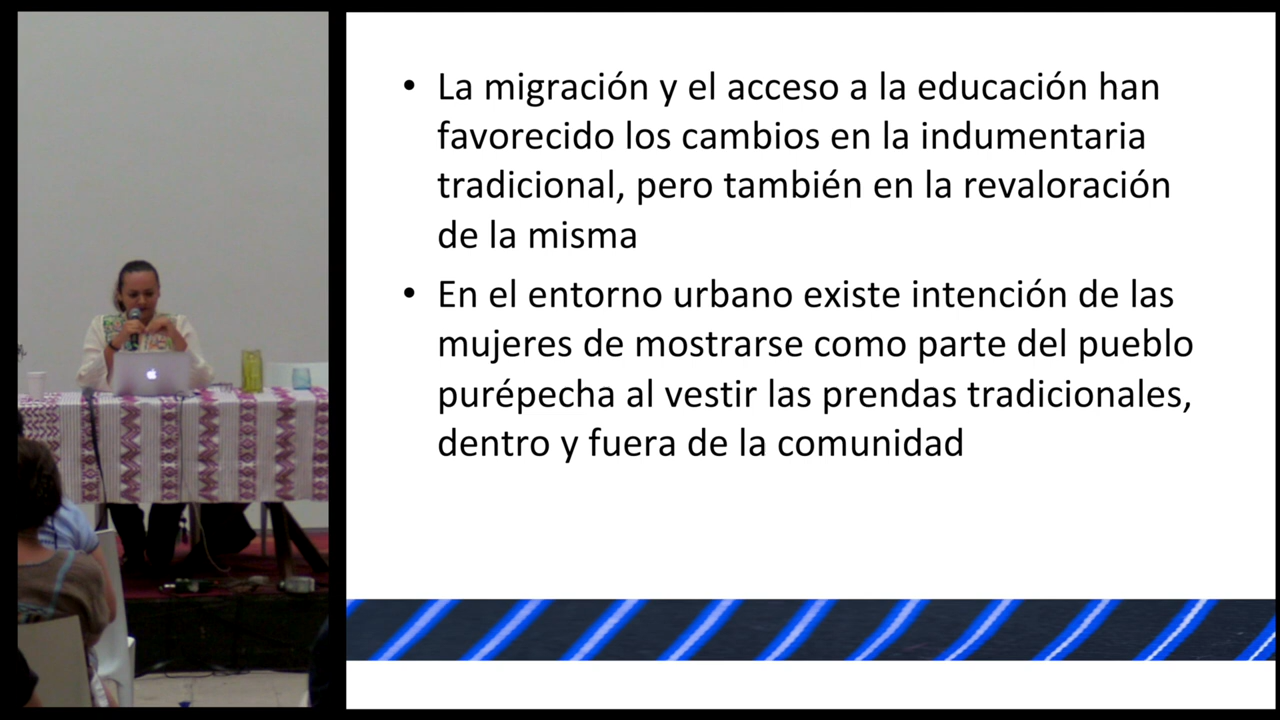 • La migración y el acceso a la educación han
favorecido los cambios en la indumentaria
tradicional, pero también en la revaloración
de la misma
• En el entorno urbano existe intención de las
mujeres de mostrarse como parte del pueblo
purépecha al vestir las prendas tradicionales,
dentro y fuera de la comunidad